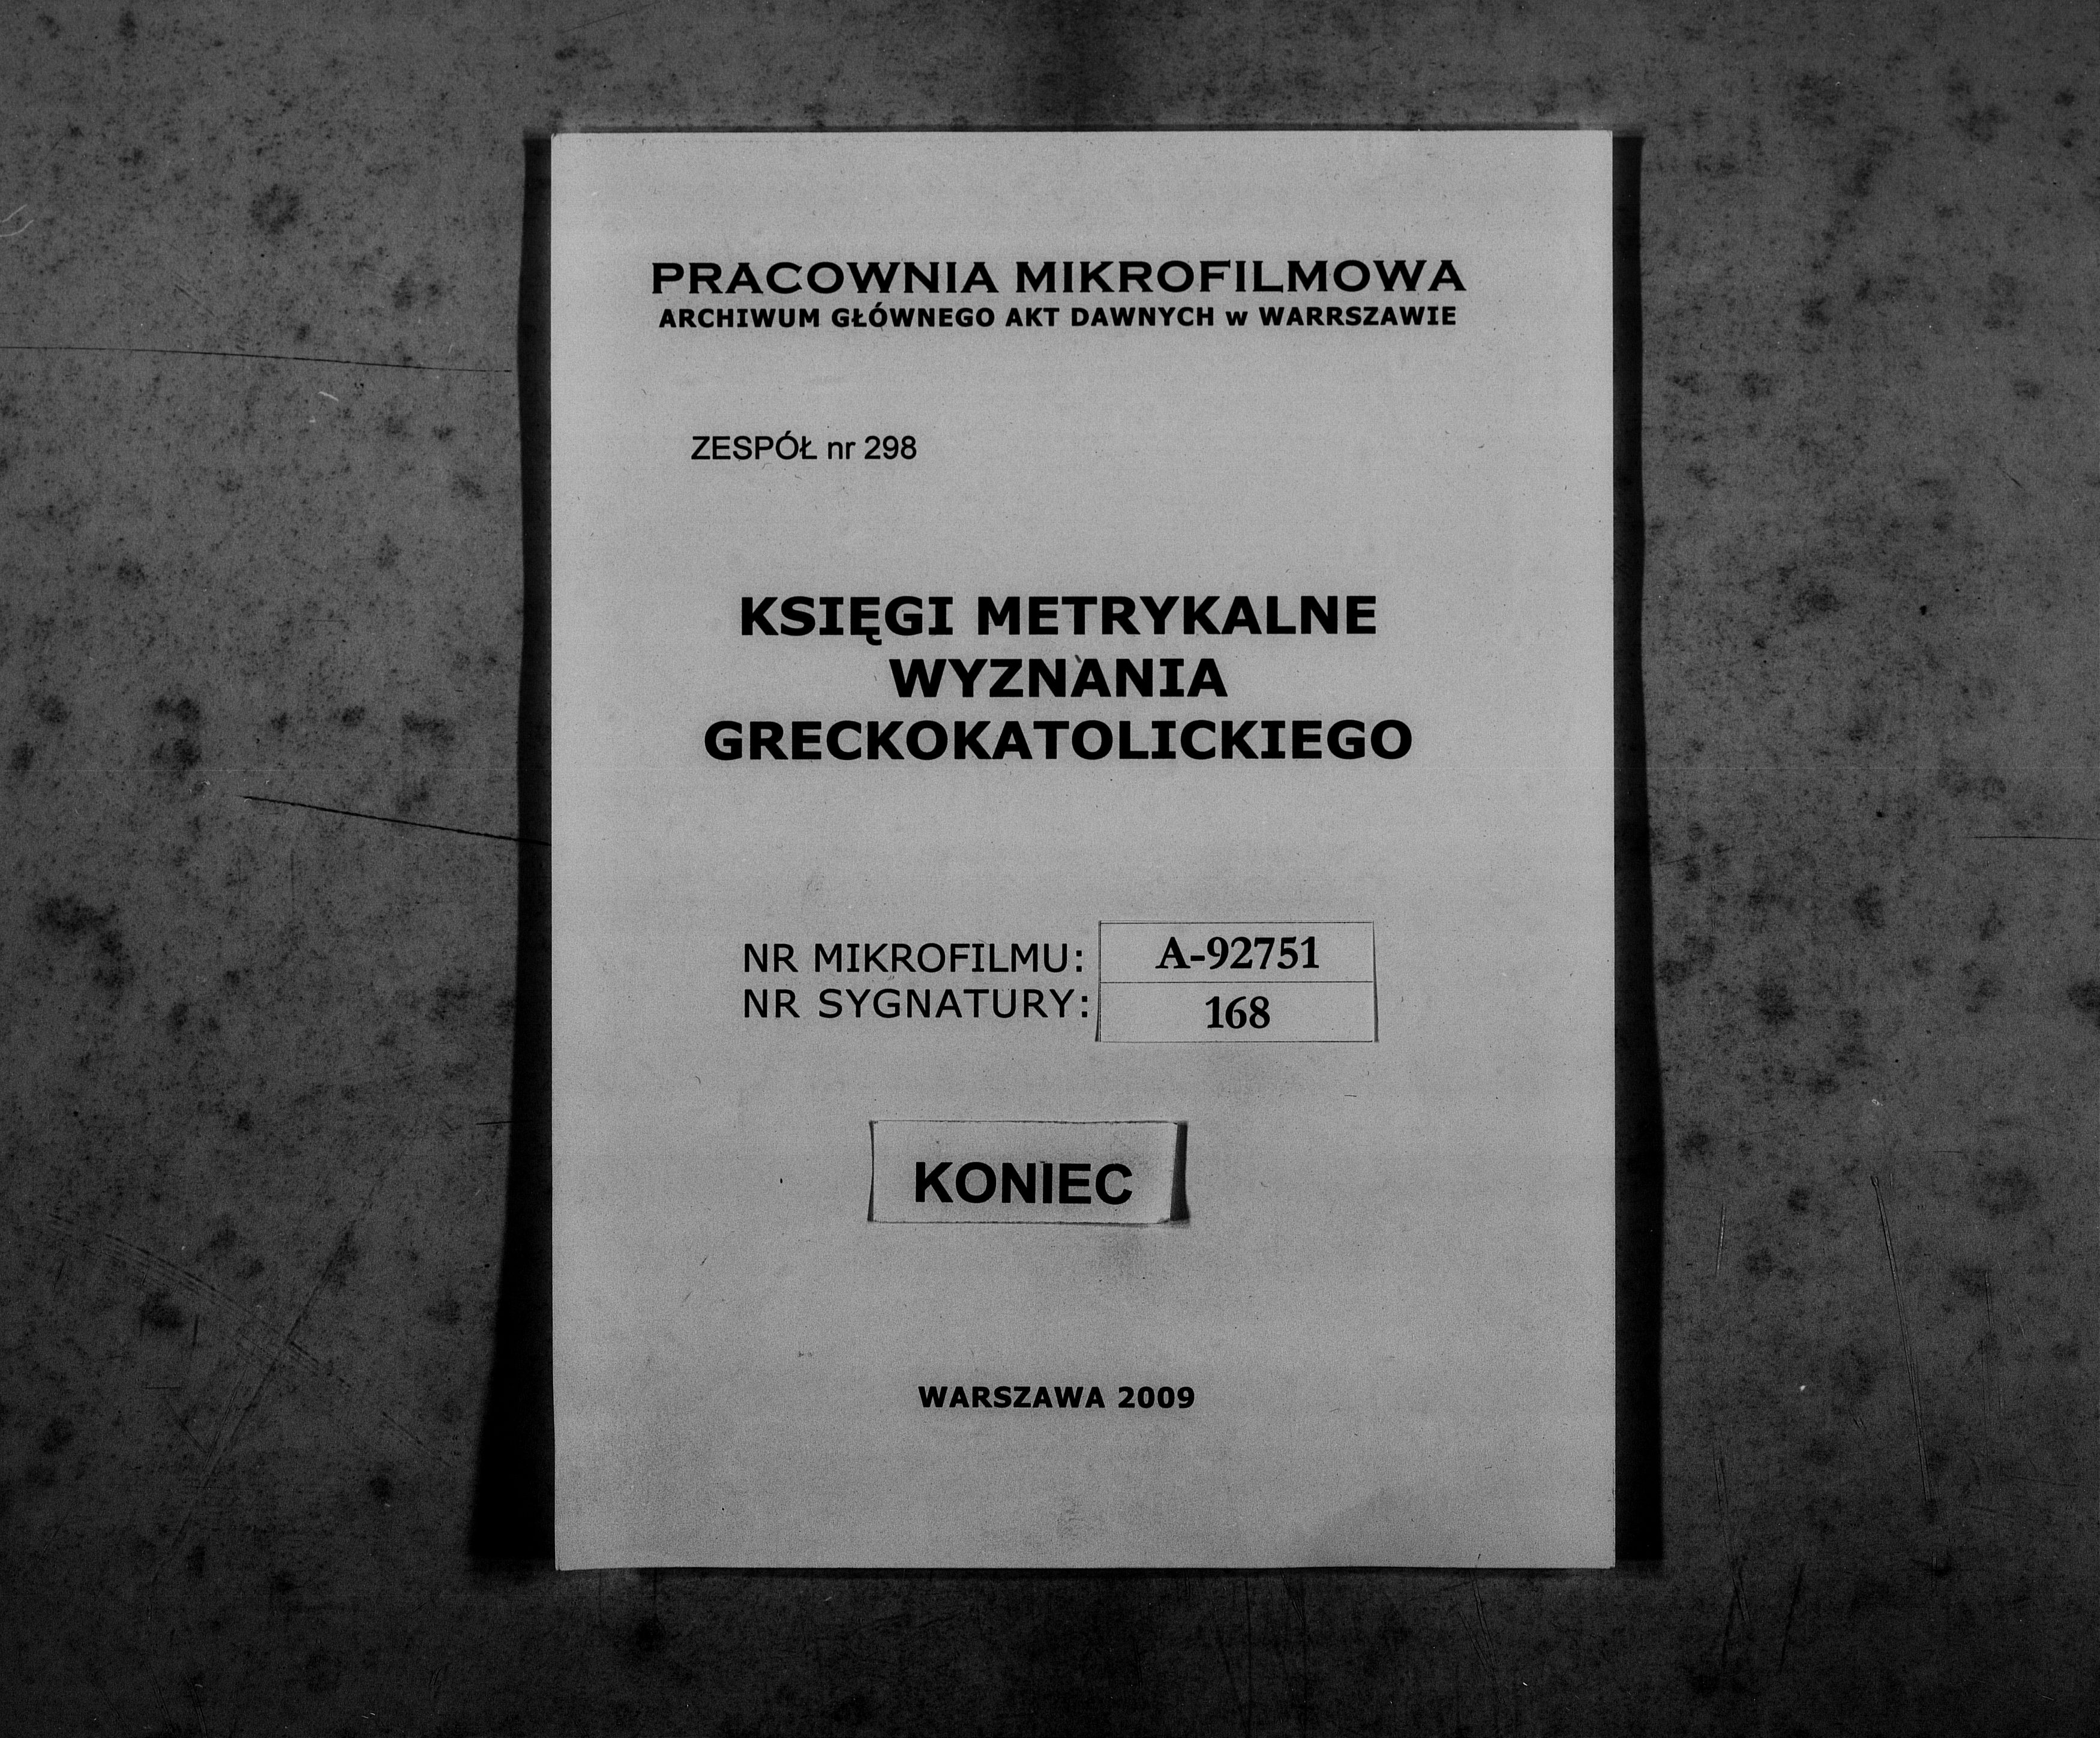 PRACOWNIA MIKROFILMOWA
ARCHIWUM GŁÓWNEGO AKT DAWNYCH w WARRSZAWIE
ZESPÓŁ nr 298
KSIĘGI METRYKALNE
WYZNANIA
GRECKOKATOLICKIEGO
NR MIKROFILMU: A-92751
NR SYGNATURY: 168
KONIEC
WARSZAWA 2009